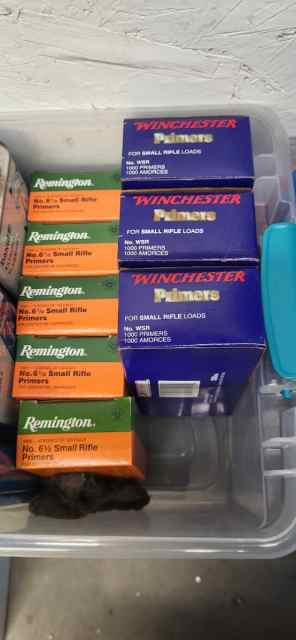 WINCHESTER
Primers
FOR SMALL RIFLE LOADS
No. WSR
1000 PRIMERS
1000 AMORCES
WINCHESTER
Primers
FOR SMALL RIFLE LOADS
No. WSR
1000 PRIMERS
1000 AMORCES
WINCHESTER
Primers
FOR SMALL RIFLE LOADS
No. WSR
1000 PRIMERS
1000 AMORCES
Remington.
No. 6½ Small Rifle
Primers
Remington.
No. 6½ Small Rifle
Primers
Remington.
No. 6½ Small Rifle
Primers
Remington.
No. 6½ Small Rifle
Primers
Remington.
No. 6½ Small Rifle
Primers